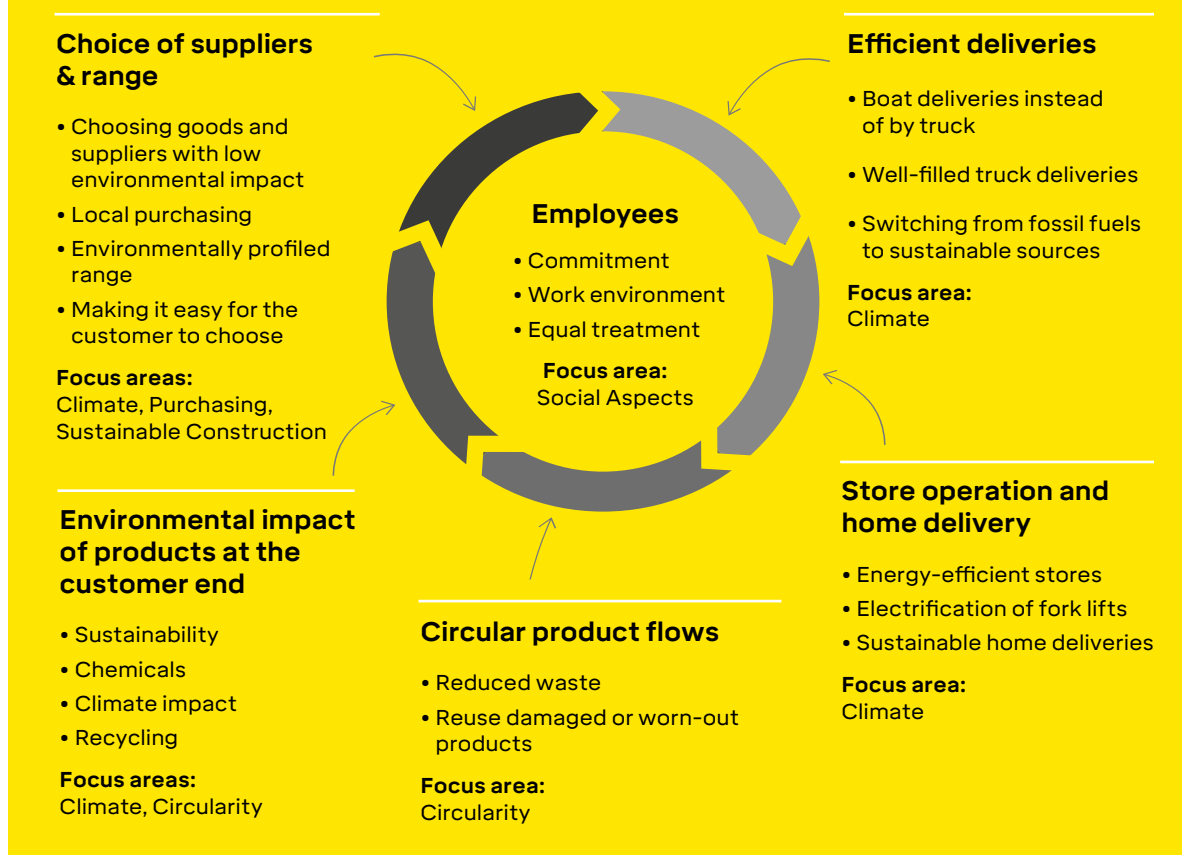 Choice of suppliers
& range
• Choosing goods and
suppliers with low
environmental impact
• Local purchasing
• Environmentally profiled
range
• Making it easy for the
customer to choose
Focus areas:
Climate, Purchasing,
Sustainable Construction
Efficient deliveries
• Boat deliveries instead
of by truck
• Well-filled truck deliveries
• Switching from fossil fuels
to sustainable sources
Focus area:
Climate
Employees
• Commitment
• Work environment
• Equal treatment
Focus area:
Social Aspects
Store operation and
home delivery
• Energy-efficient stores
• Electrification of fork lifts
• Sustainable home deliveries
Focus area:
Climate
Circular product flows
• Reduced waste
• Reuse damaged or worn-out
products
Focus area:
Circularity
Environmental impact
of products at the
customer end
• Sustainability
• Chemicals
• Climate impact
• Recycling
Focus areas:
Climate, Circularity